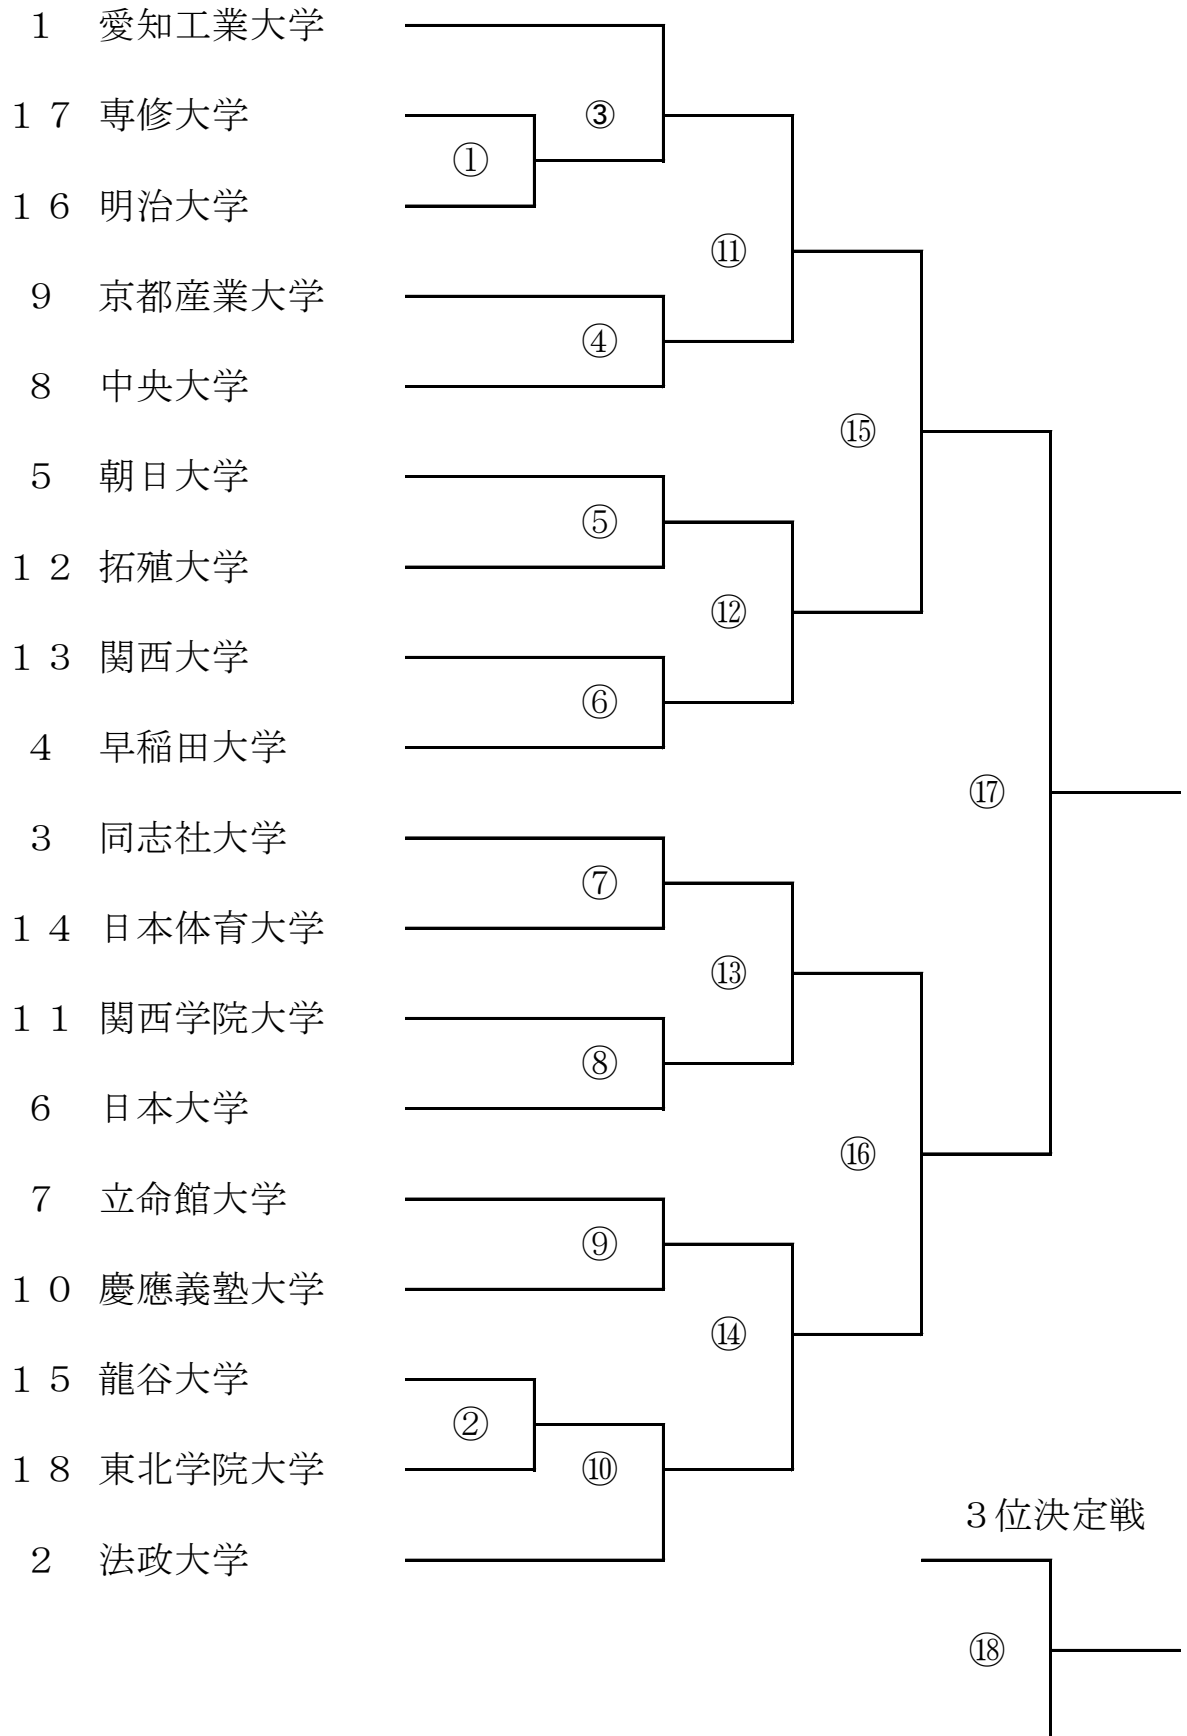 １ 愛知工業大学
１７ 専修大学
③
①
１６ 明治大学
⑪
９ 京都産業大学
④
８ 中央大学
⑮
５ 朝日大学
⑤
１２ 拓殖大学
⑫
１３ 関西大学
⑥
４ 早稲田大学
⑰
３ 同志社大学
⑦
１４ 日本体育大学
⑬
１１ 関西学院大学
⑧
６ 日本大学
⑯
７ 立命館大学
⑨
１０ 慶應義塾大学
⑭
１５ 龍谷大学
②
１８ 東北学院大学
⑩
３位決定戦
２ 法政大学
⑱